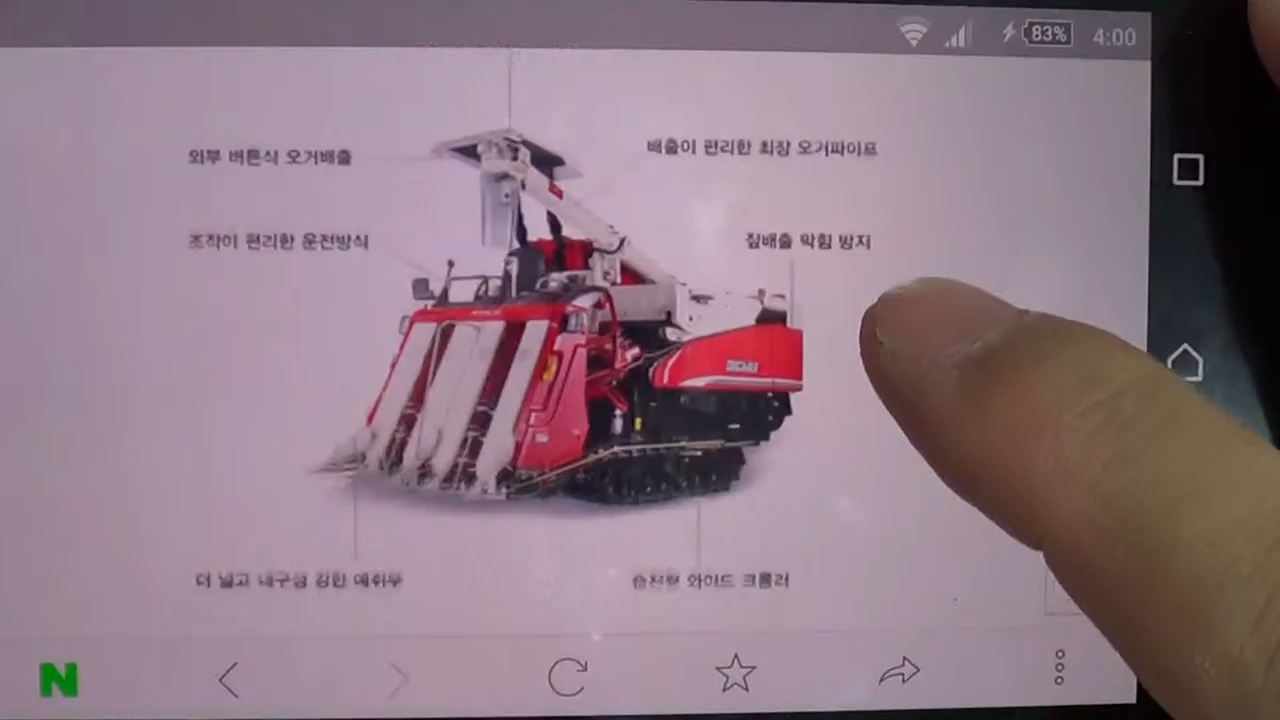 83% 4:00
외부 버튼식 오거배출
배출이 편리한 최장 오거파이프
조작이 편리한 운전방식
짚배출 막힘 방지
더 넓고 내구성 강한 예취부
습전형 와이드 크롤러
N